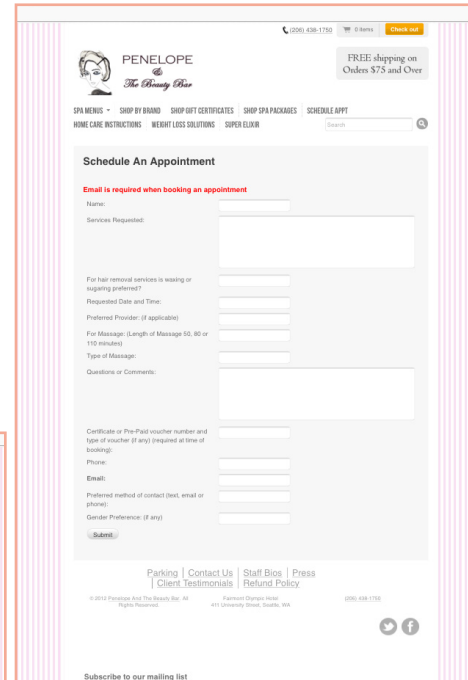 (206) 438-1750 0 items Check out
PENELOPE
&
The Beauty Bar
FREE shipping on
Orders $75 and Over
SPA MENUS SHOP BY BRAND SHOP GIFT CERTIFICATES SHOP SPA PACKAGES SCHEDULE APPT
HOME CARE INSTRUCTIONS WEIGHT LOSS SOLUTIONS SUPER ELIXIR Search
Schedule An Appointment
Email is required when booking an appointment
Name:
Services Requested:
For hair removal services is waxing or
sugaring preferred?
Requested Date and Time:
Preferred Provider: (if applicable)
For Massage: (Length of Massage 50, 80 or
110 minutes)
Type of Massage:
Questions or Comments:
Certificate or Pre-Paid voucher number and
type of voucher (if any) (required at time of
booking):
Phone:
Email:
Preferred method of contact (text, email or
phone):
Gender Preference: (if any)
Submit
Parking | Contact Us | Staff Bios | Press
| Client Testimonials | Refund Policy
© 2012 Penelope And The Beauty Bar. All Fairmont Olympic Hotel (206) 438-1750
Rights Reserved. 411 University Street, Seattle, WA
Subscribe to our mailing list